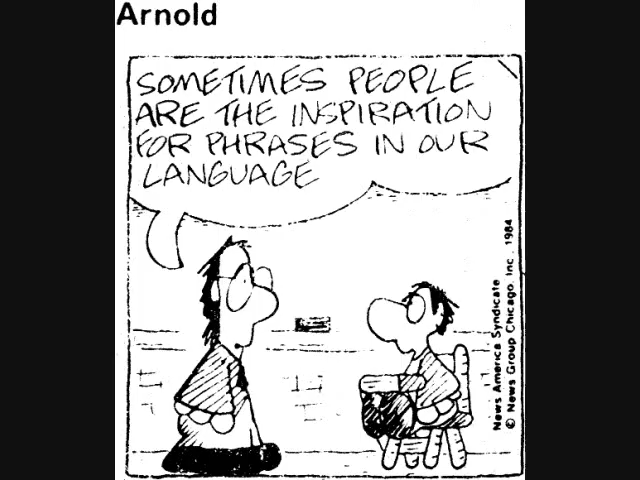 Arnold
SOMETIMES PEOPLE
ARE THE INSPIRATION
FOR PHRASES IN OUR
LANGUAGE
News America Syndicate
© News Group Chicago, Inc. 1984